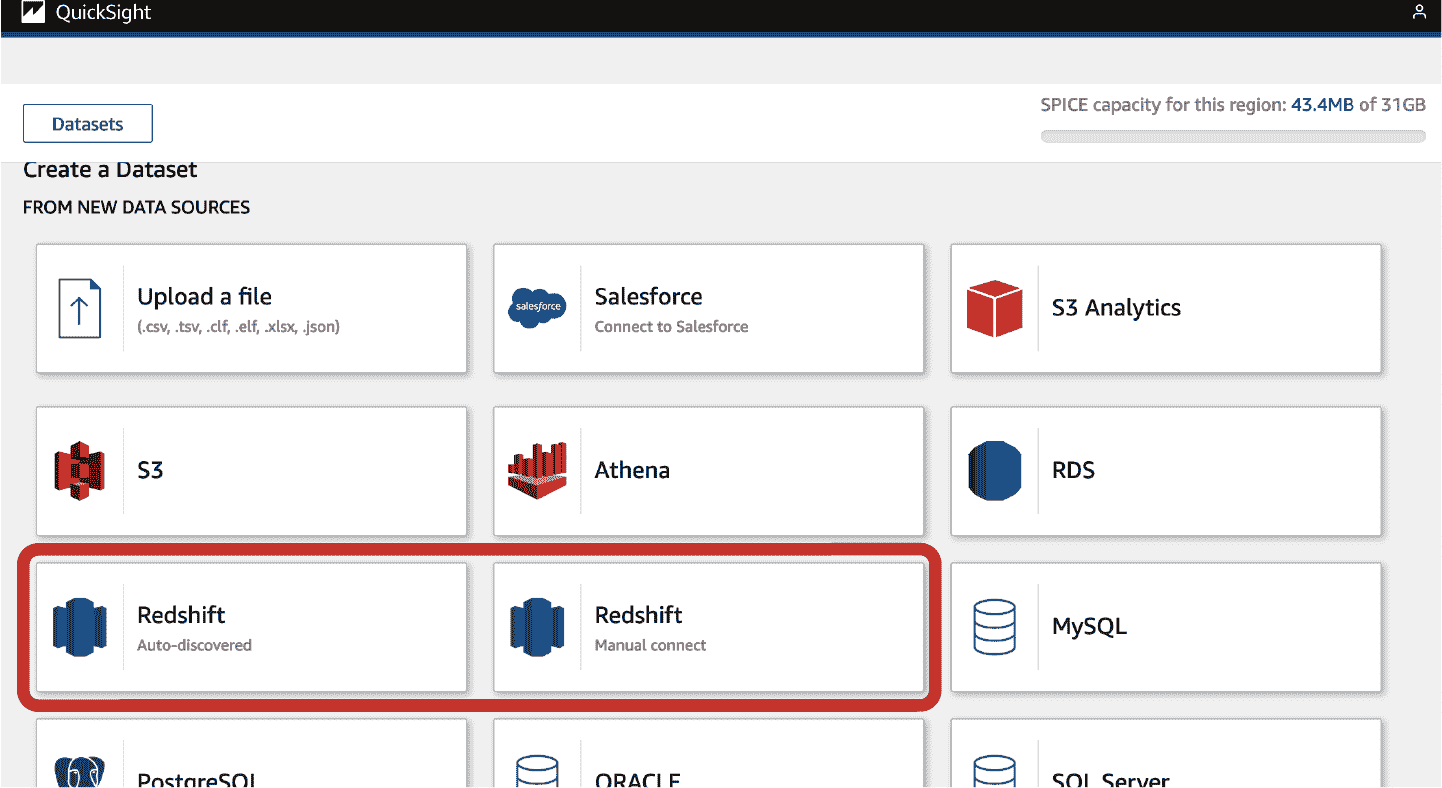 QuickSight
Datasets
SPICE capacity for this region: 43.4MB of 31GB
Create a Dataset
FROM NEW DATA SOURCES
Upload a file
(.csv, .tsv, .clf, .elf, .xlsx, .json)
salesforce
Salesforce
Connect to Salesforce
S3 Analytics
S3
Athena
RDS
Redshift
Auto-discovered
Redshift
Manual connect
MySQL
PostgreSQL
ORACLE
SQL Server